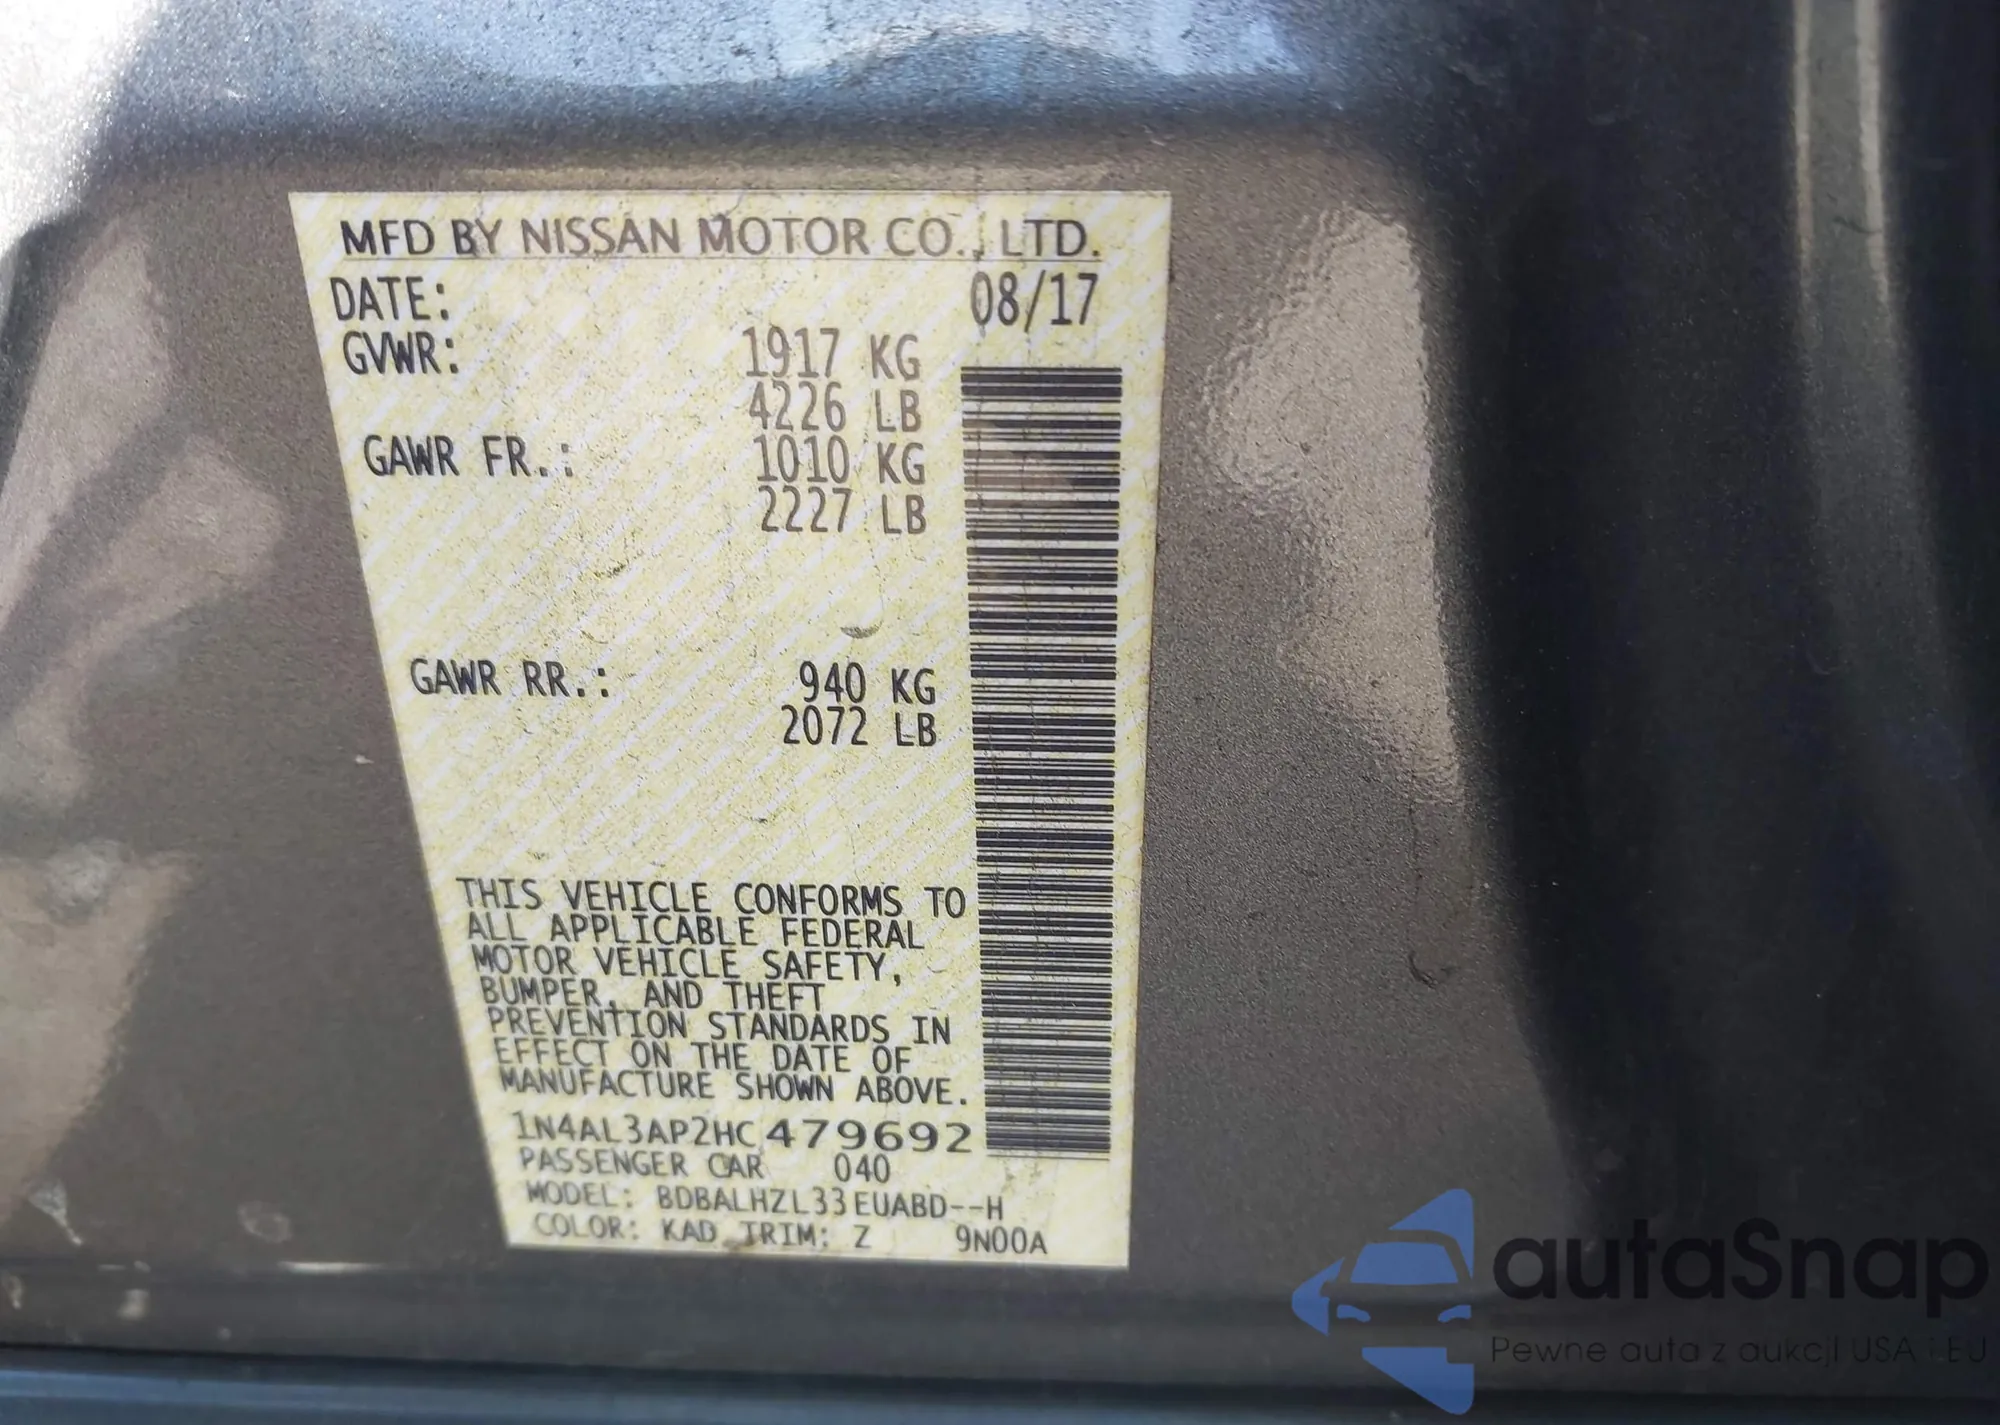 MFD BY NISSAN MOTOR CO., LTD.
DATE: 08/17
GVWR: 1917 KG
4226 LB
GAWR FR.: 1010 KG
2227 LB
GAWR RR.: 940 KG
2072 LB
THIS VEHICLE CONFORMS TO
ALL APPLICABLE FEDERAL
MOTOR VEHICLE SAFETY,
BUMPER, AND THEFT
PREVENTION STANDARDS IN
EFFECT ON THE DATE OF
MANUFACTURE SHOWN ABOVE.
1N4AL3AP2HC479692
PASSENGER CAR 040
MODEL: BDBALHZL33EUABD--H
COLOR: KAD TRIM: Z 9N00A
autaSnap
Pewne auta z aukcji USA i EU